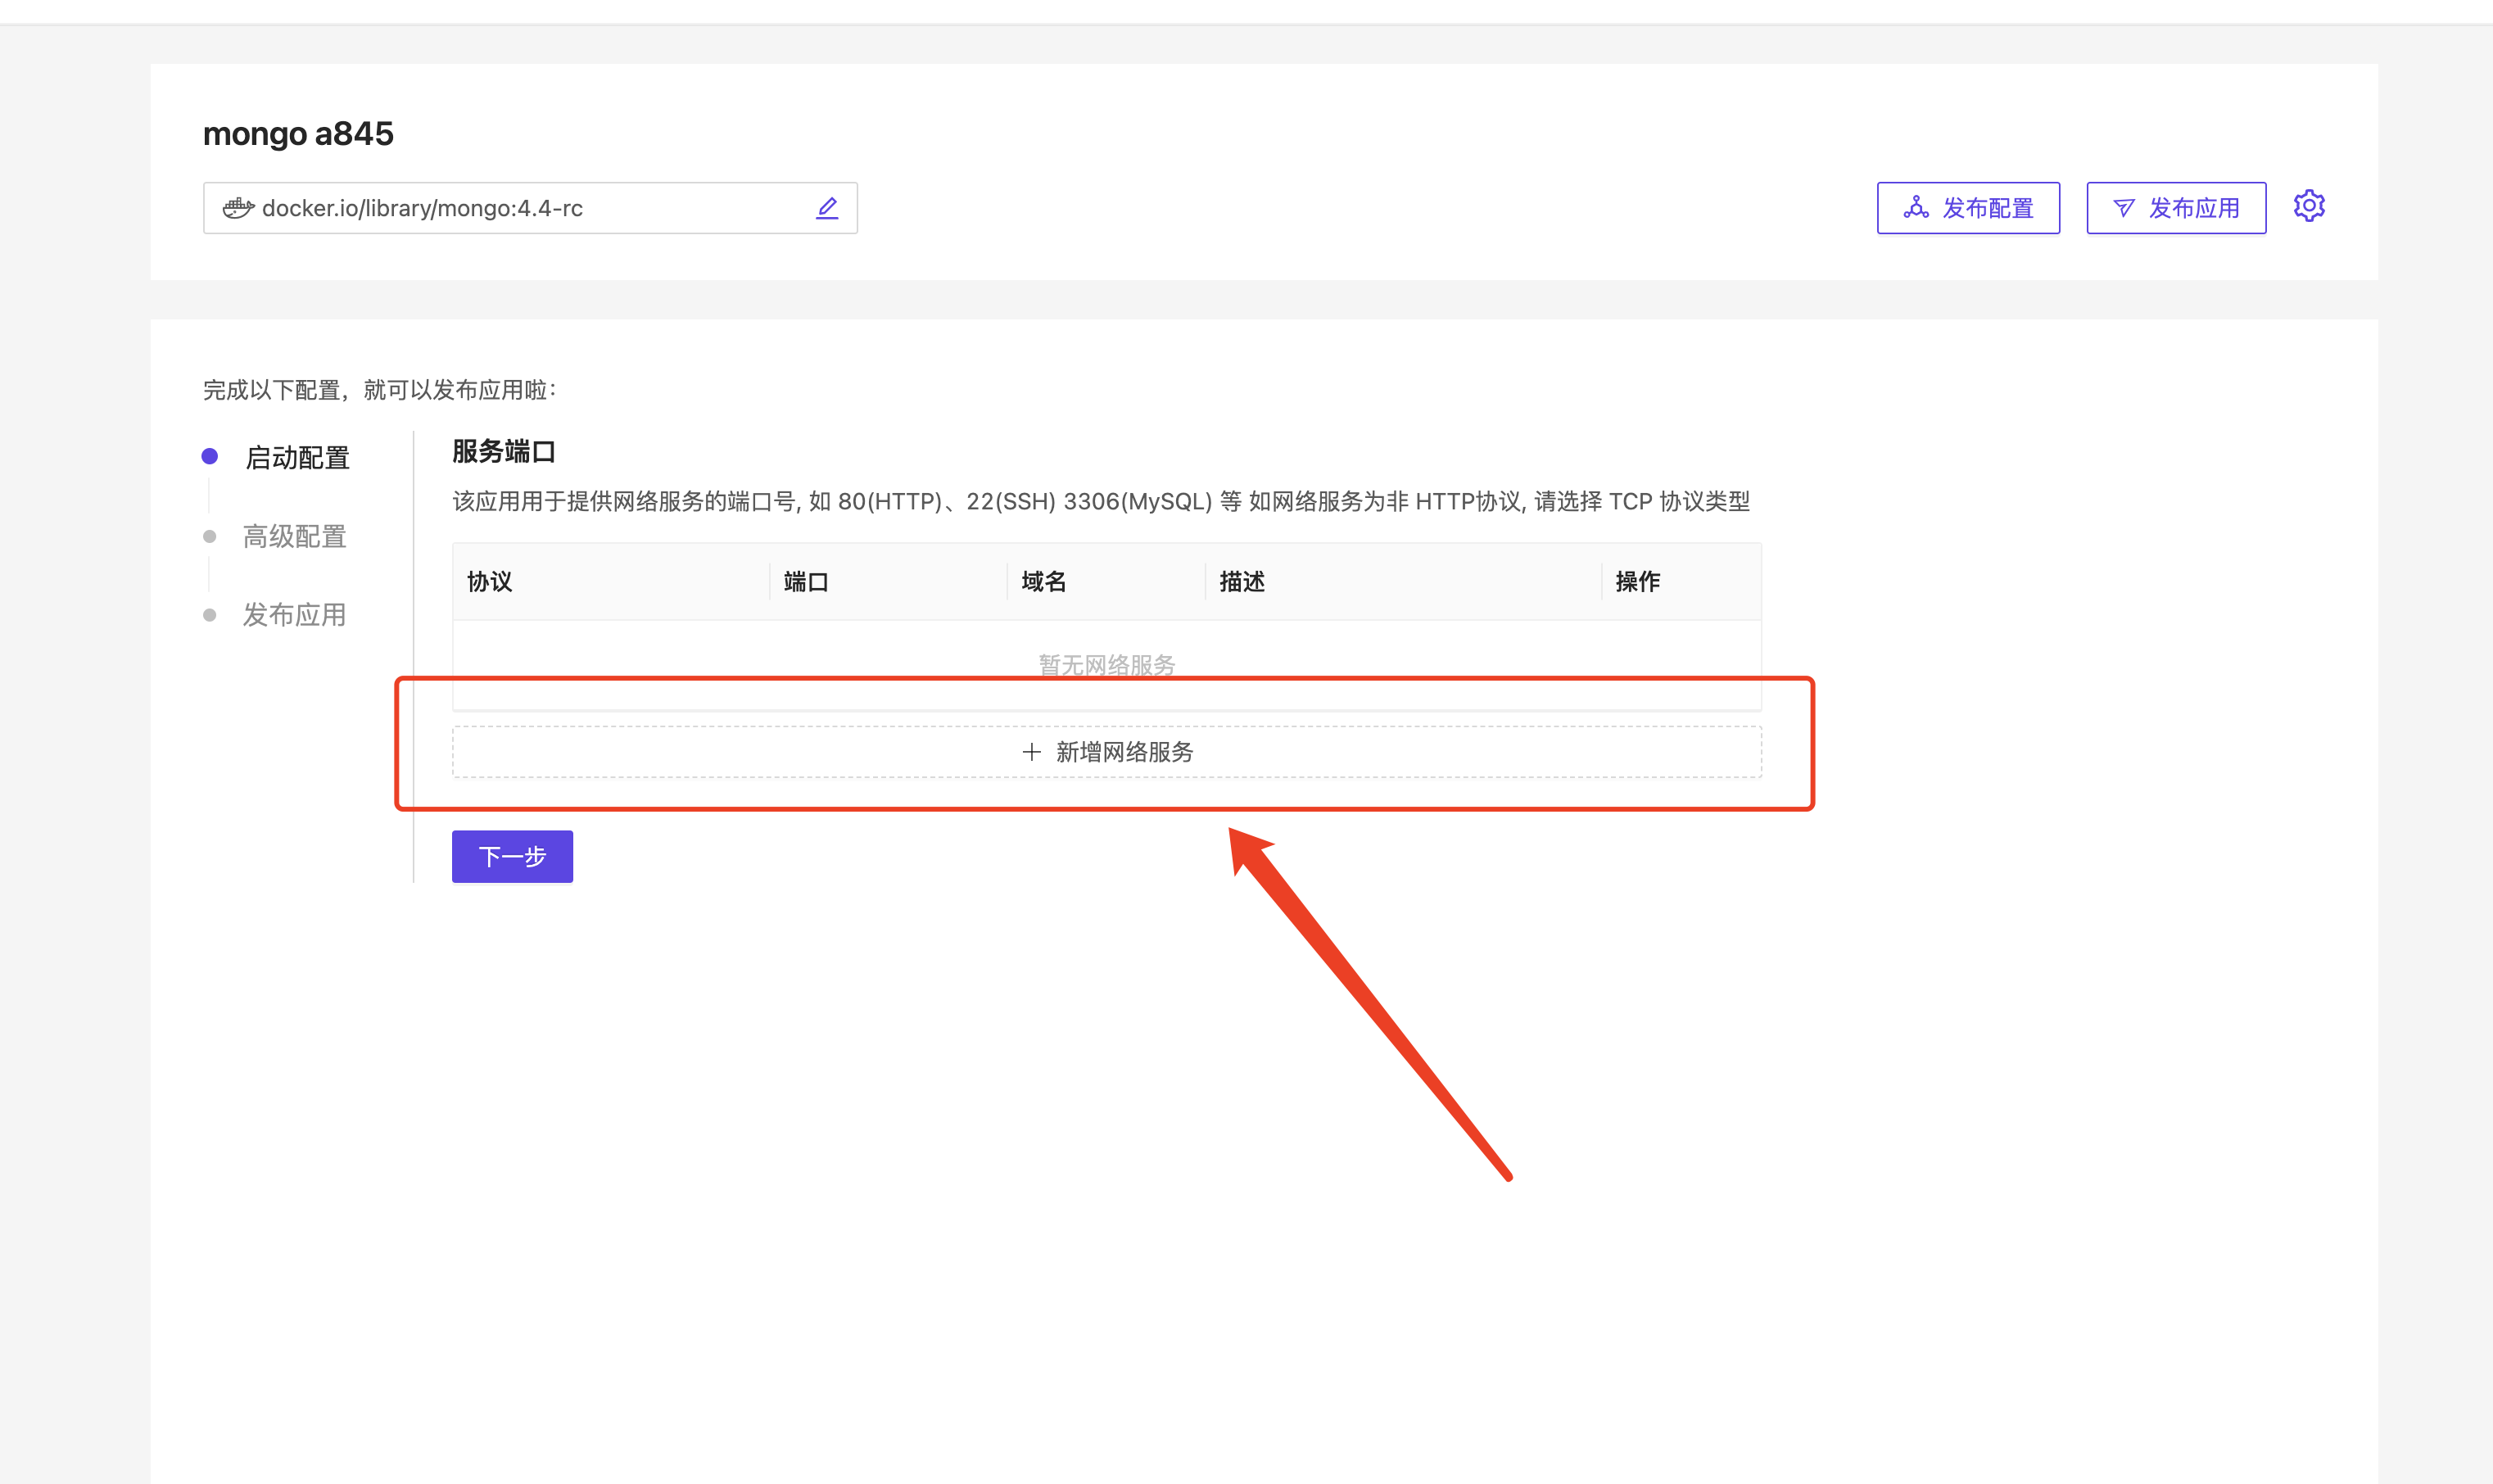 mongo a845
docker.io/library/mongo:4.4-rc
发布配置
发布应用
完成以下配置，就可以发布应用啦：
启动配置
高级配置
发布应用
服务端口
该应用用于提供网络服务的端口号, 如 80(HTTP)、22(SSH) 3306(MySQL) 等 如网络服务为非 HTTP协议, 请选择 TCP 协议类型
协议 端口 域名 描述 操作
暂无网络服务
新增网络服务
下一步